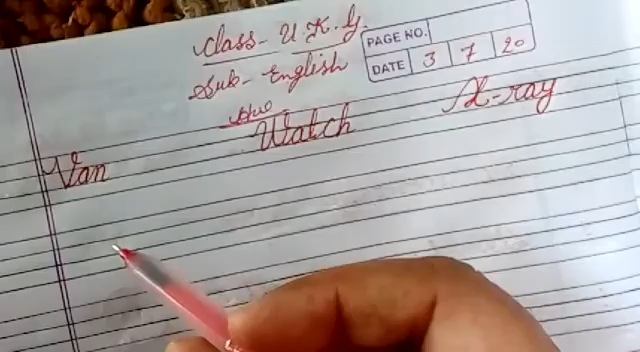 Class- U.K.G.
PAGE NO.
Sub- English
DATE 3 7 20
Van Watch X-ray